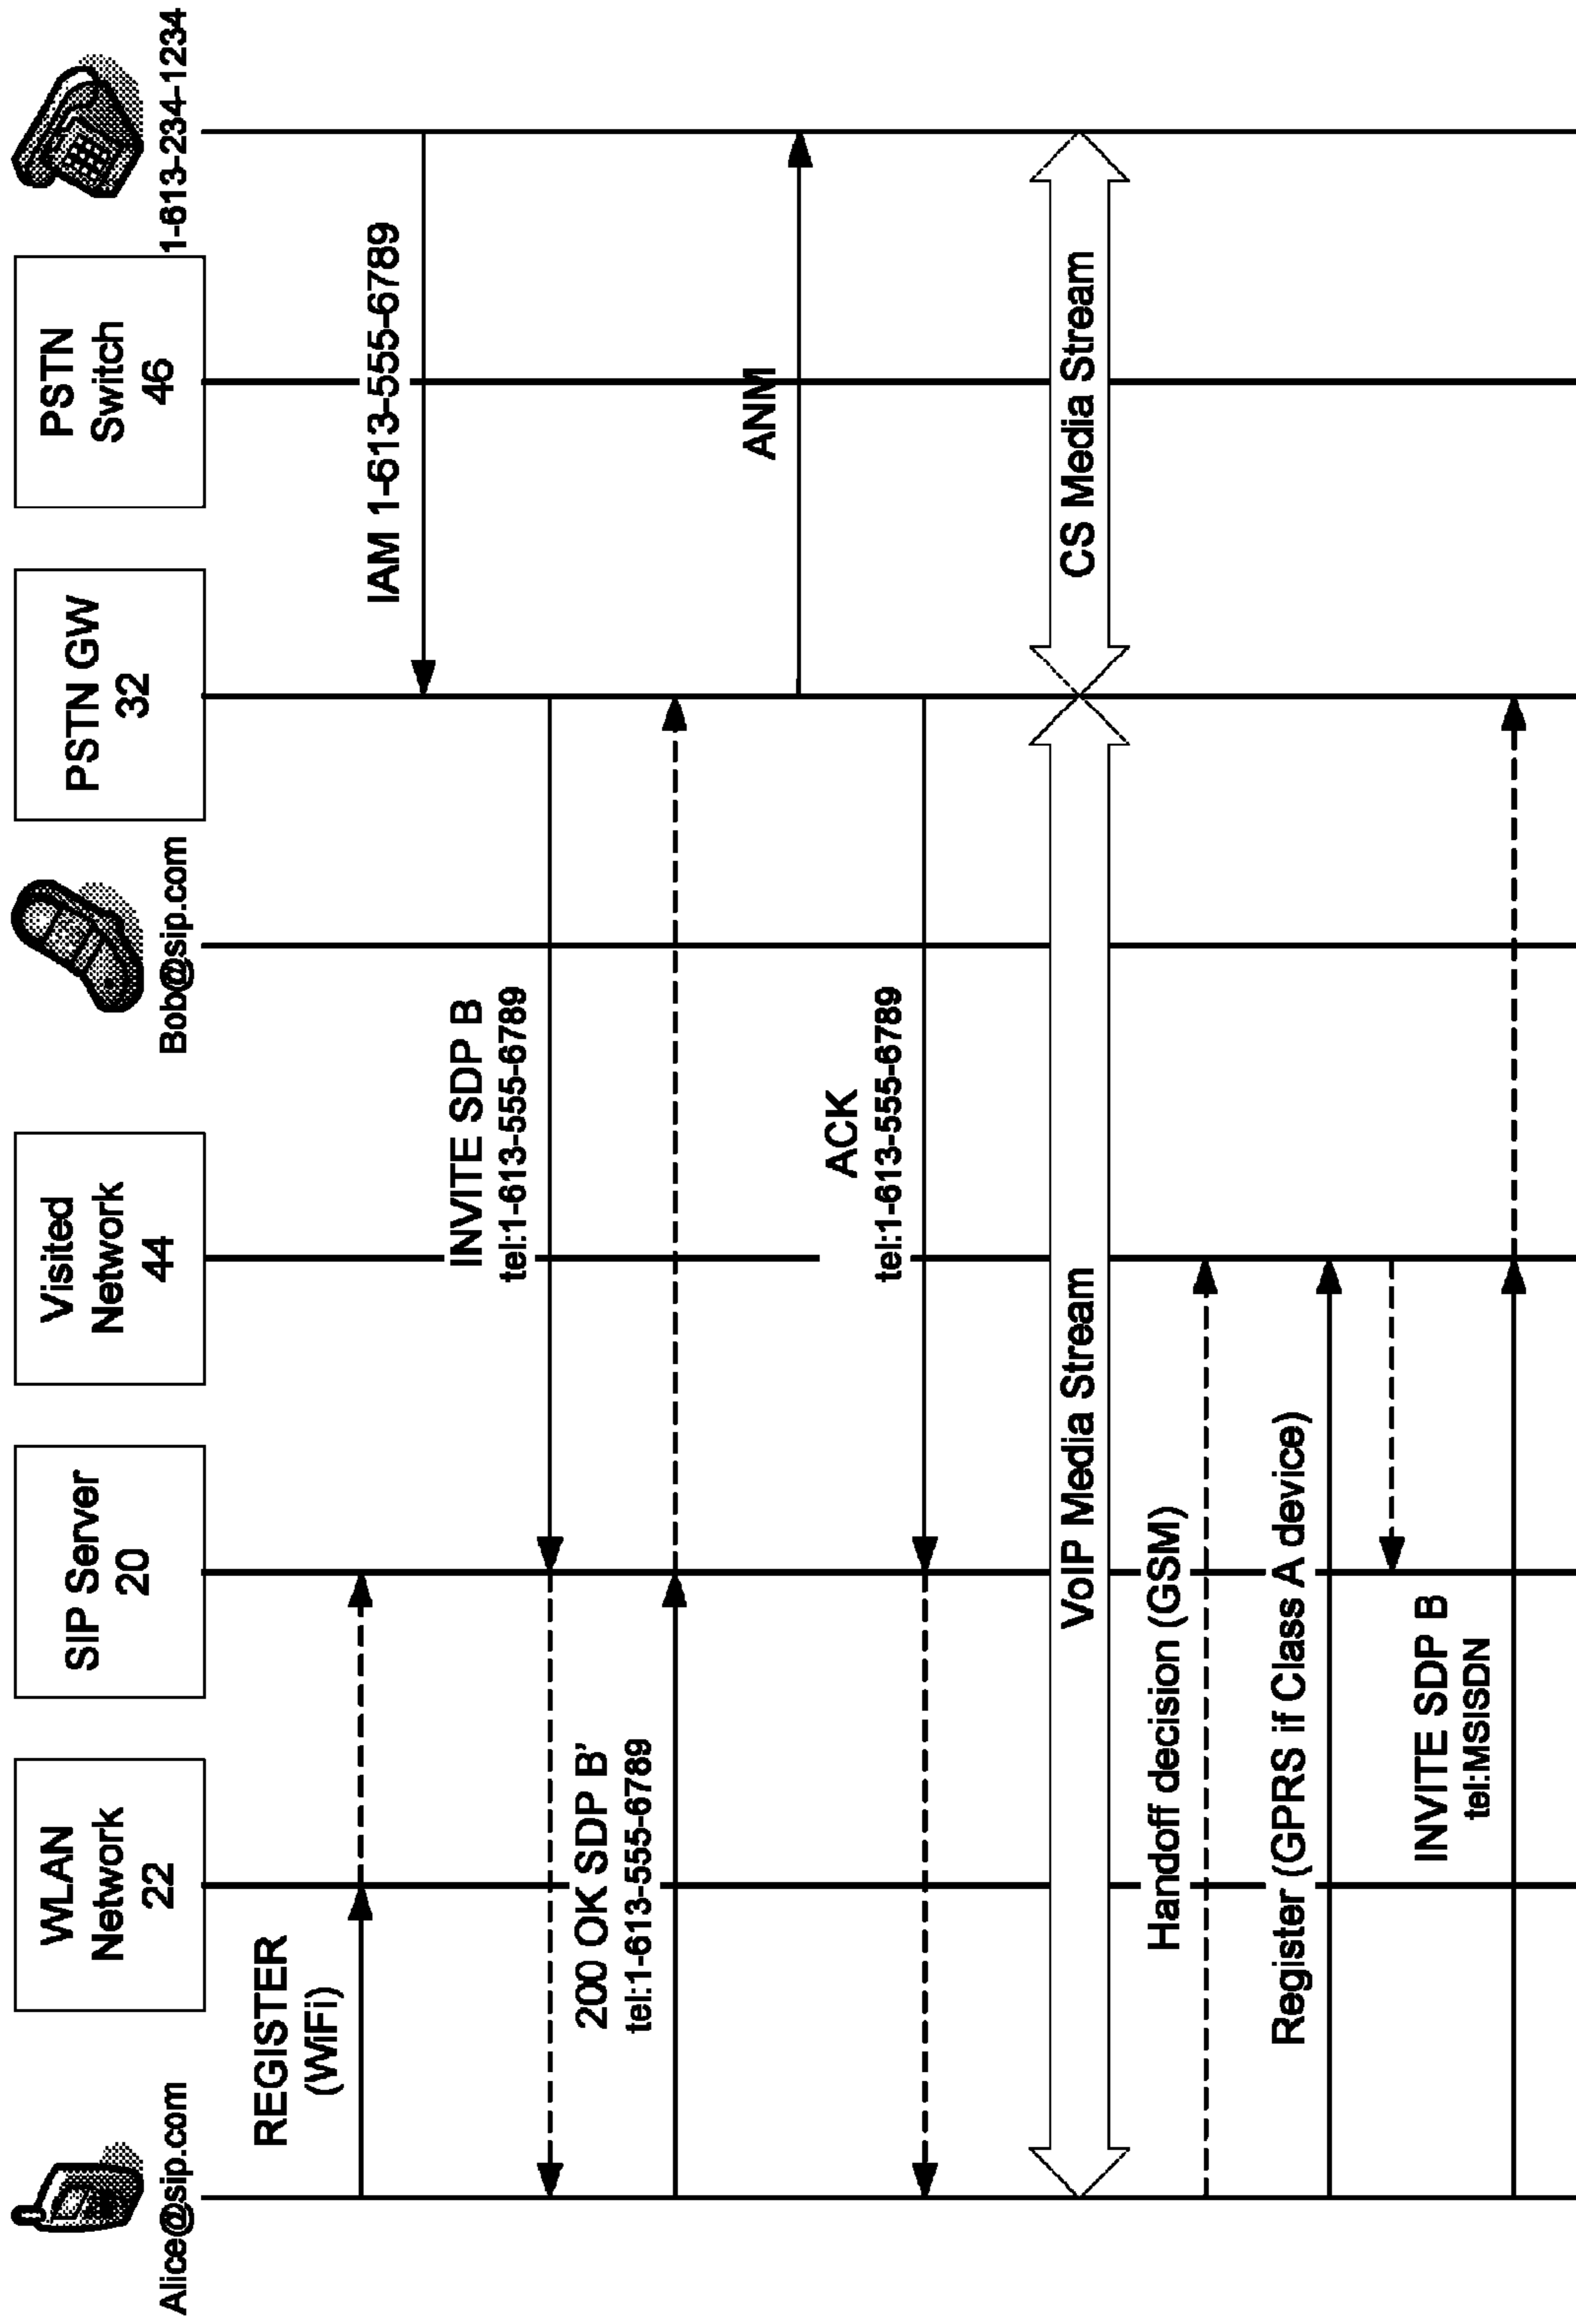 Alice@sip.com
WLAN
Network
22
SIP Server
20
Visited
Network
44
Bob@sip.com
PSTN GW
32
PSTN
Switch
46
1-613-234-1234
REGISTER
(WiFi)
IAM 1-613-555-6789
INVITE SDP B
tel:1-613-555-6789
200 OK SDP B'
tel:1-613-555-6789
ANM
ACK
tel:1-613-555-6789
VoIP Media Stream
CS Media Stream
Handoff decision (GSM)
Register (GPRS if Class A device)
INVITE SDP B
tel:MSISDN